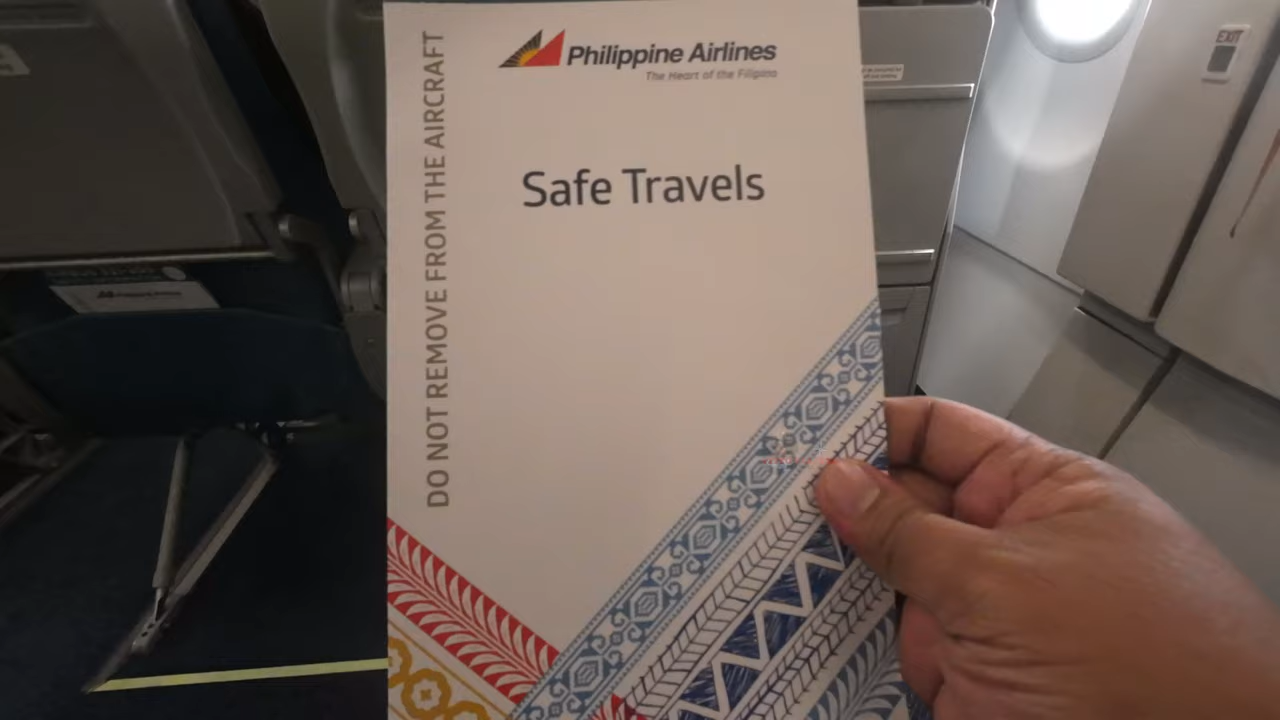 Philippine Airlines
The Heart of the Filipino
Safe Travels
DO NOT REMOVE FROM THE AIRCRAFT
EXIT